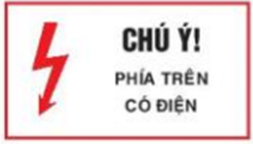 CHÚ Ý!
PHÍA TRÊN
CÓ ĐIỆN